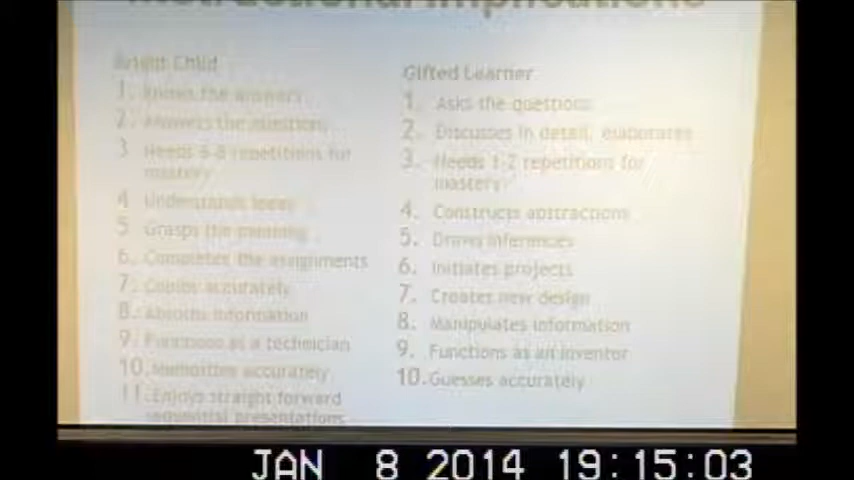 Instructional Implications
Bright Child
1. Knows the answers
2. Answers the questions
3 Needs 6-8 repetitions for
mastery
4 Understands ideas
5 Grasps the meaning
6. Completes the assignments
7. Copies accurately
8. Absorbs information
9. Functions as a technician
10. Memorizes accurately
11. Enjoys straight forward
sequential presentations
Gifted Learner
1. Asks the questions
2. Discusses in detail, elaborates
3. Needs 1-2 repetitions for
mastery
4. Constructs abstractions
5. Draws inferences
6. Initiates projects
7. Creates new design
8. Manipulates information
9. Functions as an inventor
10. Guesses accurately
JAN 8 2014 19:15:03